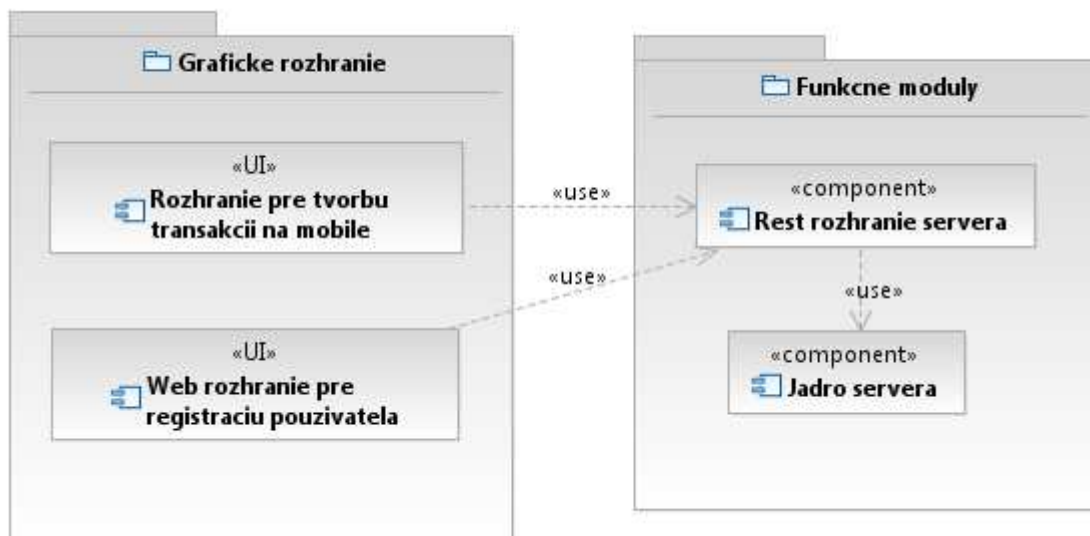 Graficke rozhranie
«UI»
Rozhranie pre tvorbu
transakcii na mobile
«UI»
Web rozhranie pre
registraciu pouzivatela
«use»
«use»
Funkcne moduly
«component»
Rest rozhranie servera
«use»
«component»
Jadro servera